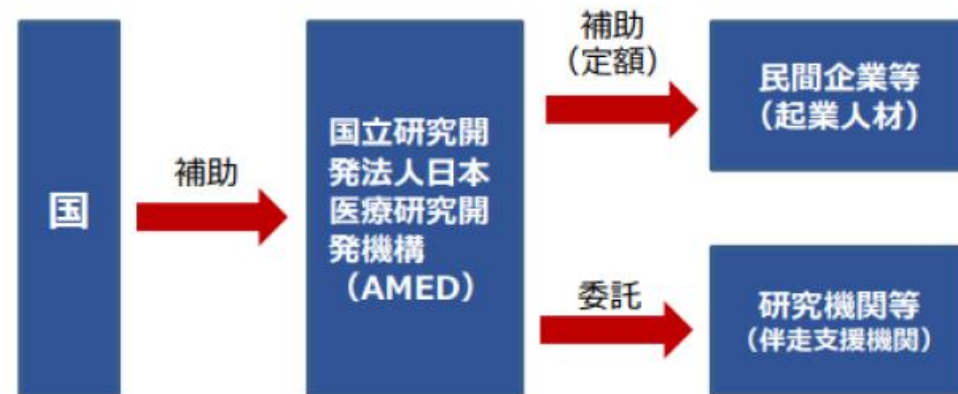 国
補助
国立研究開
発法人日本
医療研究開
発機構
（AMED）
補助
（定額）
民間企業等
（起業人材）
委託
研究機関等
（伴走支援機関）